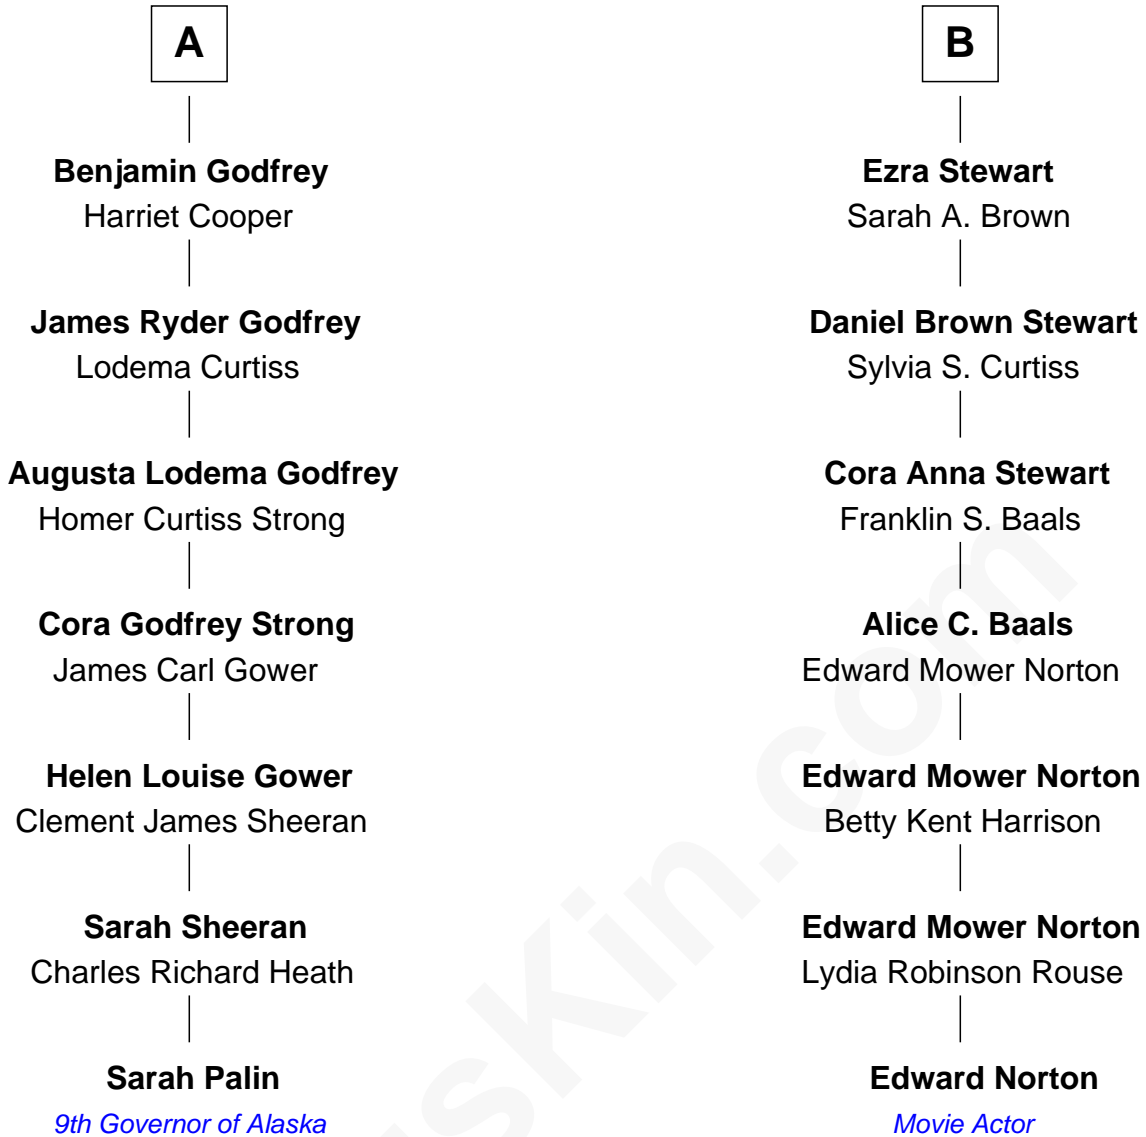 A
Benjamin Godfrey
Harriet Cooper
James Ryder Godfrey
Lodema Curtiss
Augusta Lodema Godfrey
Homer Curtiss Strong
Cora Godfrey Strong
James Carl Gower
Helen Louise Gower
Clement James Sheeran
Sarah Sheeran
Charles Richard Heath
Sarah Palin
9th Governor of Alaska
B
Ezra Stewart
Sarah A. Brown
Daniel Brown Stewart
Sylvia S. Curtiss
Cora Anna Stewart
Franklin S. Baals
Alice C. Baals
Edward Mower Norton
Edward Mower Norton
Betty Kent Harrison
Edward Mower Norton
Lydia Robinson Rouse
Edward Norton
Movie Actor